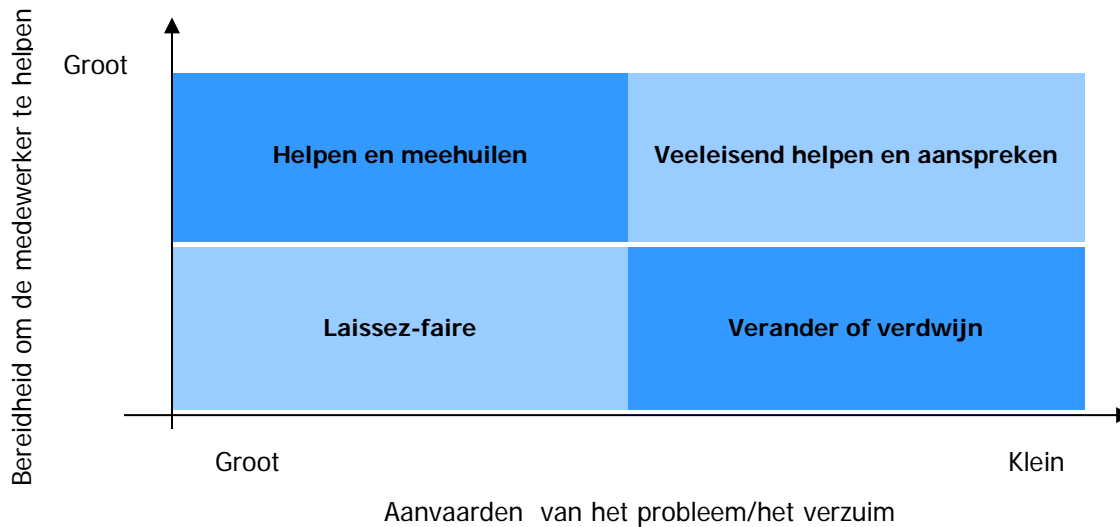 Bereidheid om de medewerker te helpen
Groot
Helpen en meehuilen
Veeleisend helpen en aanspreken
Laissez-faire
Verander of verdwijn
Groot
Klein
Aanvaarden van het probleem/het verzuim